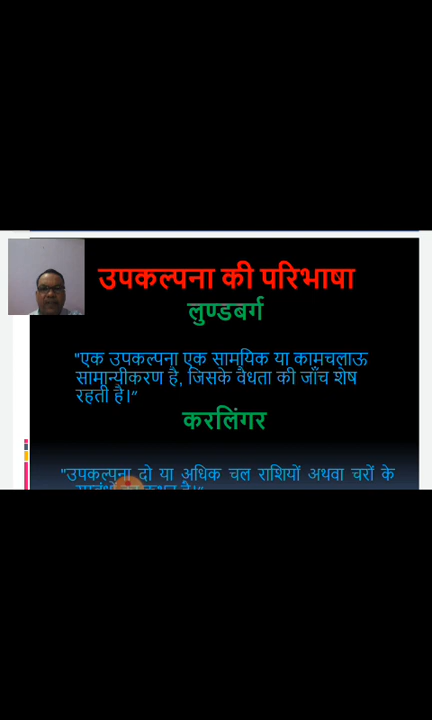 उपकल्पना की परिभाषा
लुण्डबर्ग
"एक उपकल्पना एक सामयिक या कामचलाऊ
सामान्यीकरण है, जिसके वैधता की जाँच शेष
रहती है।”
करलिंगर
"उपकल्पना दो या अधिक चल राशियों अथवा चरों के